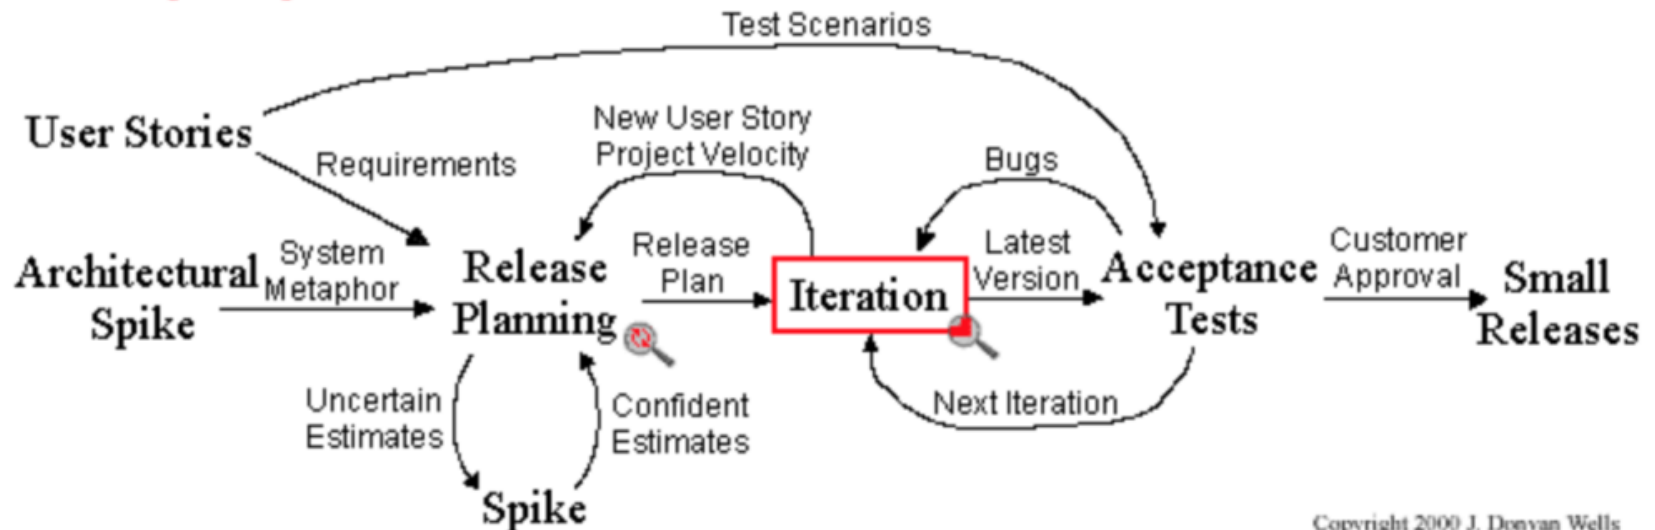 Test Scenarios
User Stories
Requirements
New User Story
Project Velocity
Bugs
Architectural
Spike
System
Metaphor
Release
Planning
Release
Plan
Iteration
Latest
Version
Acceptance
Tests
Customer
Approval
Small
Releases
Uncertain
Estimates
Confident
Estimates
Next Iteration
Spike
Copyright 2000 J. Donvan Wells